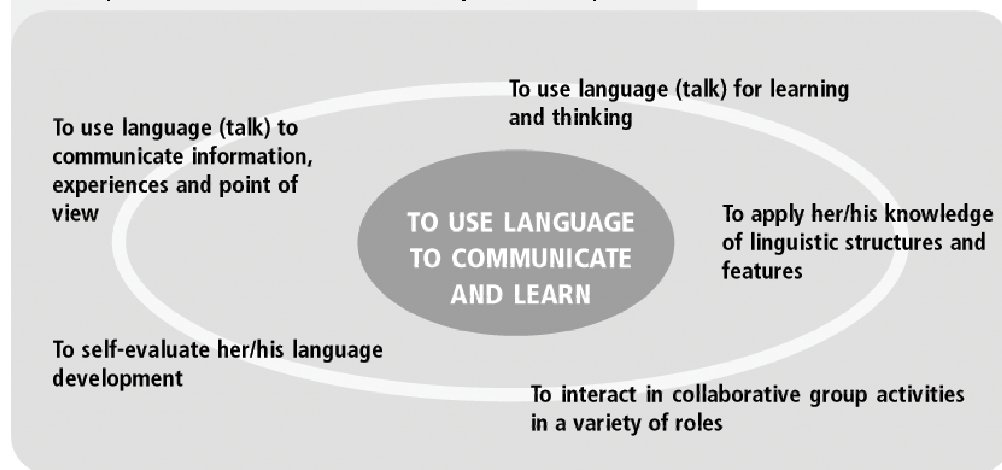 To use language (talk) for learning
and thinking
To use language (talk) to
communicate information,
experiences and point of
view
TO USE LANGUAGE
TO COMMUNICATE
AND LEARN
To apply her/his knowledge
of linguistic structures and
features
To self-evaluate her/his language
development
To interact in collaborative group activities
in a variety of roles